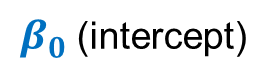 β₀ (intercept)